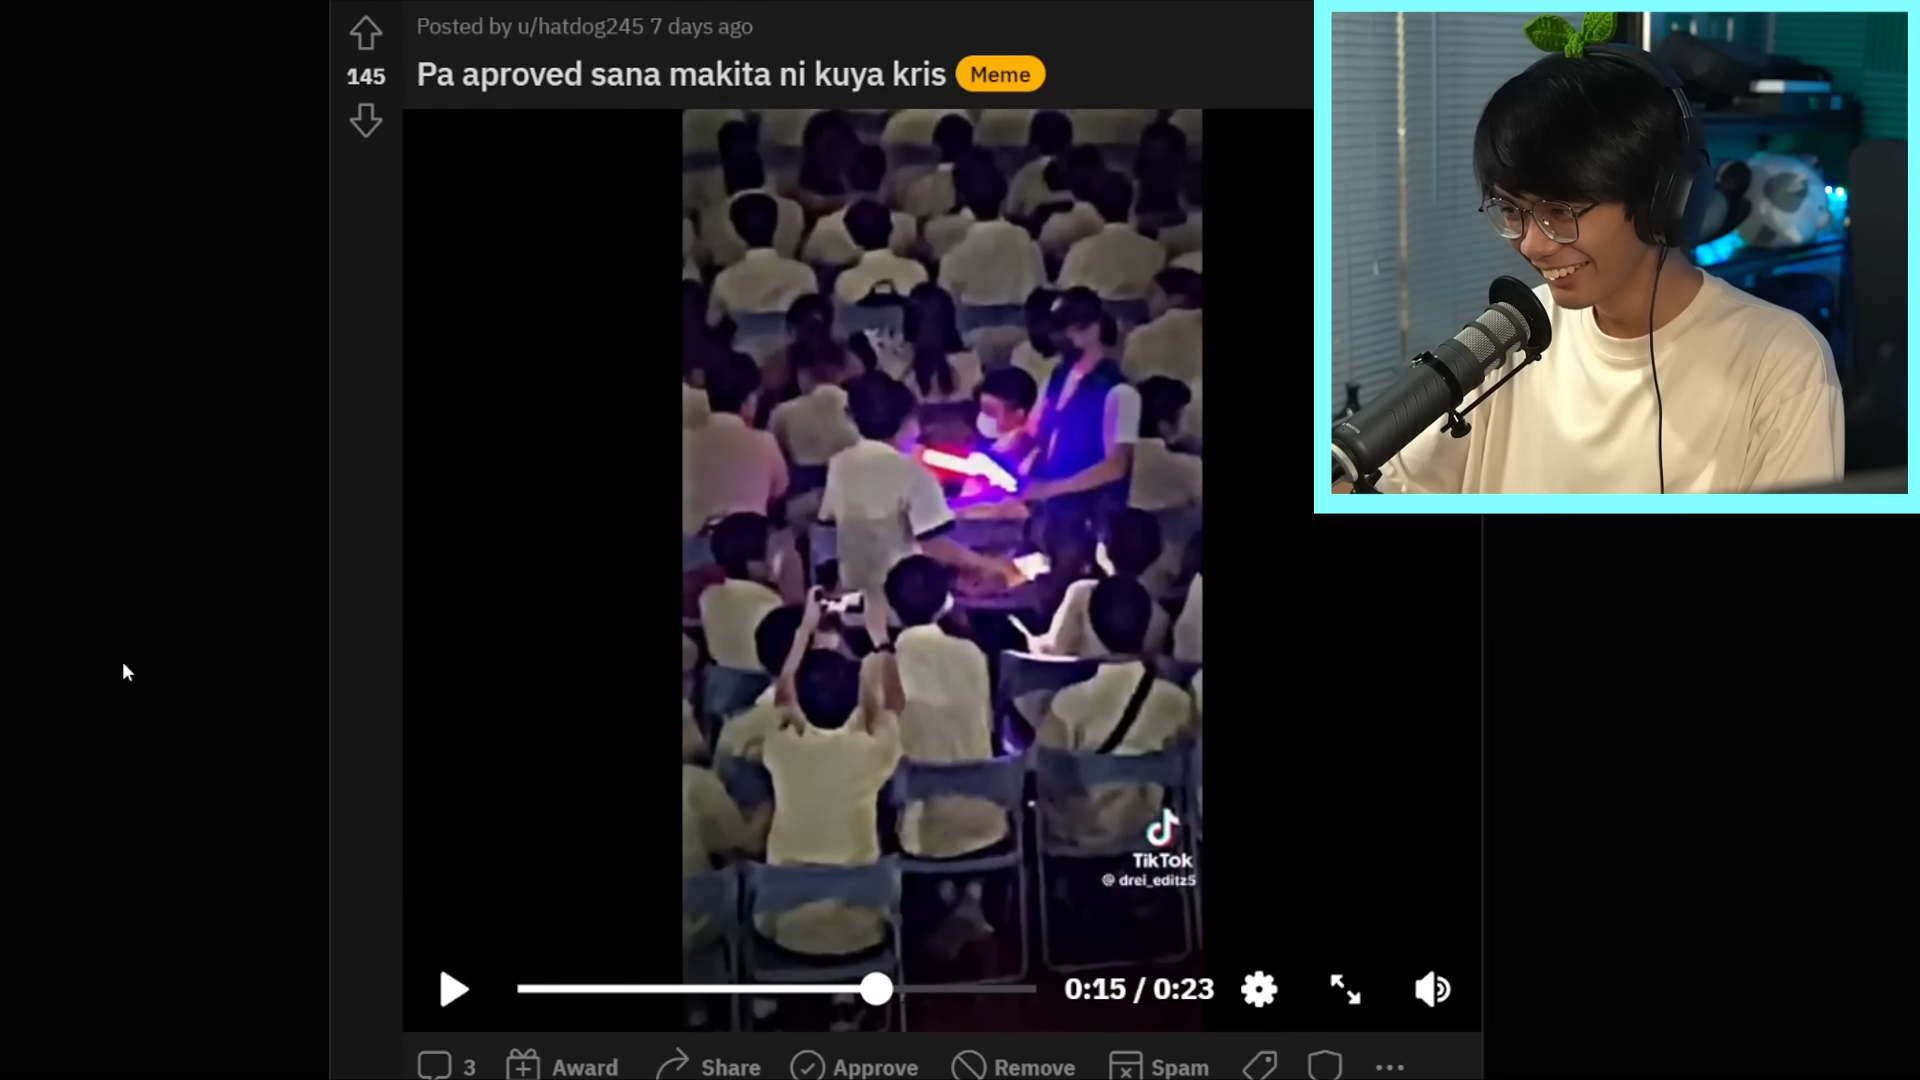 Posted by u/hatdog245 7 days ago
145
Pa aproved sana makita ni kuya kris
Meme
TikTok
@ drei_editz5
0:15 / 0:23
3
Award
Share
Approve
Remove
Spam